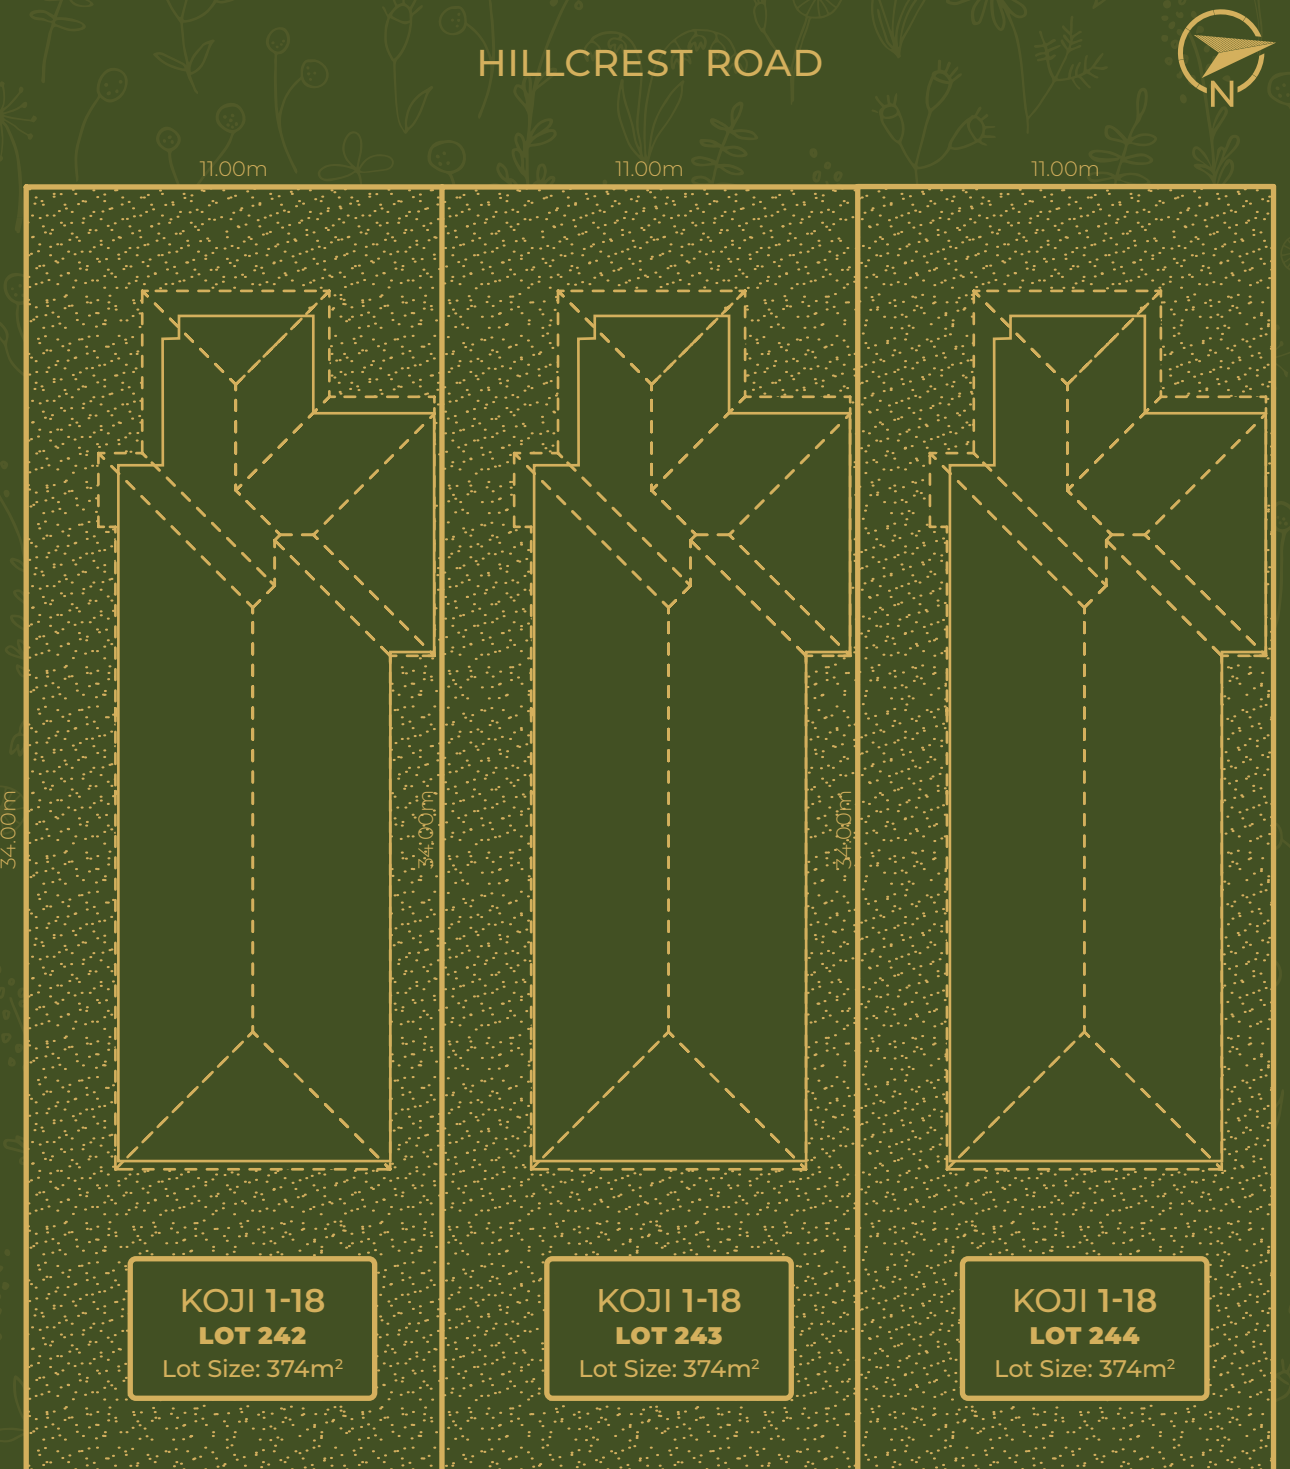 HILLCREST ROAD
N
11.00m
11.00m
11.00m
34.00m
34.00m
34.00m
KOJI 1-18
LOT 242
Lot Size: 374m²
KOJI 1-18
LOT 243
Lot Size: 374m²
KOJI 1-18
LOT 244
Lot Size: 374m²